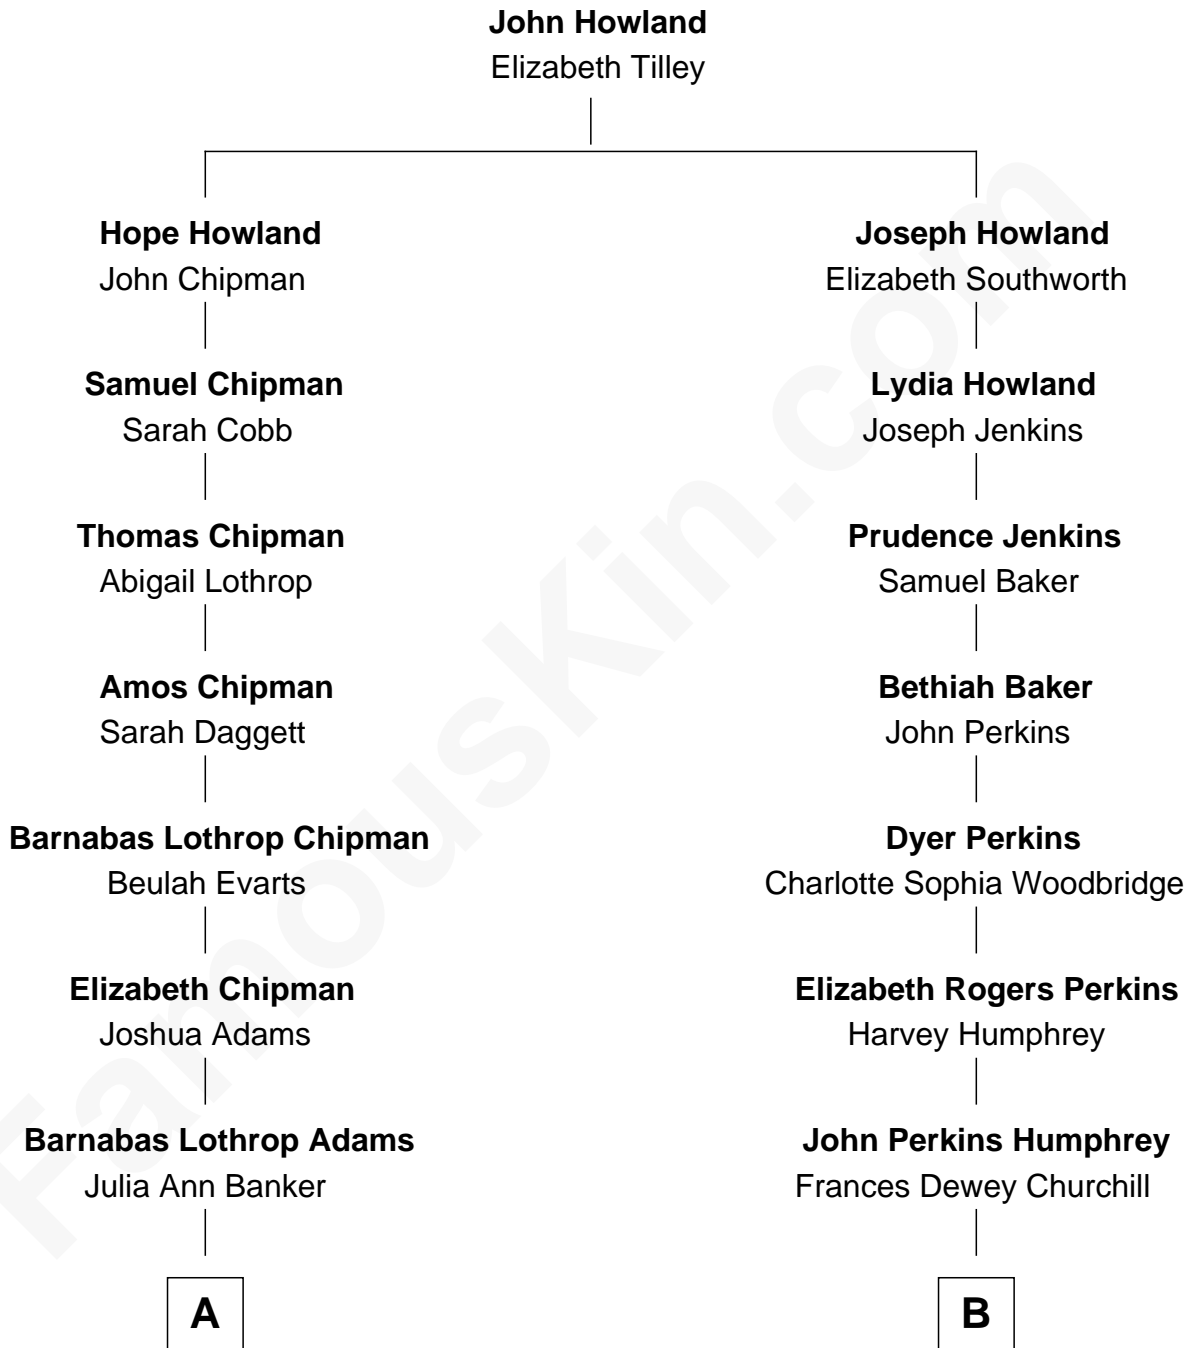 John Howland
Elizabeth Tilley
Hope Howland
John Chipman
Joseph Howland
Elizabeth Southworth
Samuel Chipman
Sarah Cobb
Lydia Howland
Joseph Jenkins
Thomas Chipman
Abigail Lothrop
Prudence Jenkins
Samuel Baker
Amos Chipman
Sarah Daggett
Bethiah Baker
John Perkins
Barnabas Lothrop Chipman
Beulah Evarts
Dyer Perkins
Charlotte Sophia Woodbridge
Elizabeth Chipman
Joshua Adams
Elizabeth Rogers Perkins
Harvey Humphrey
Barnabas Lothrop Adams
Julia Ann Banker
John Perkins Humphrey
Frances Dewey Churchill
A
B
FamousKin.com